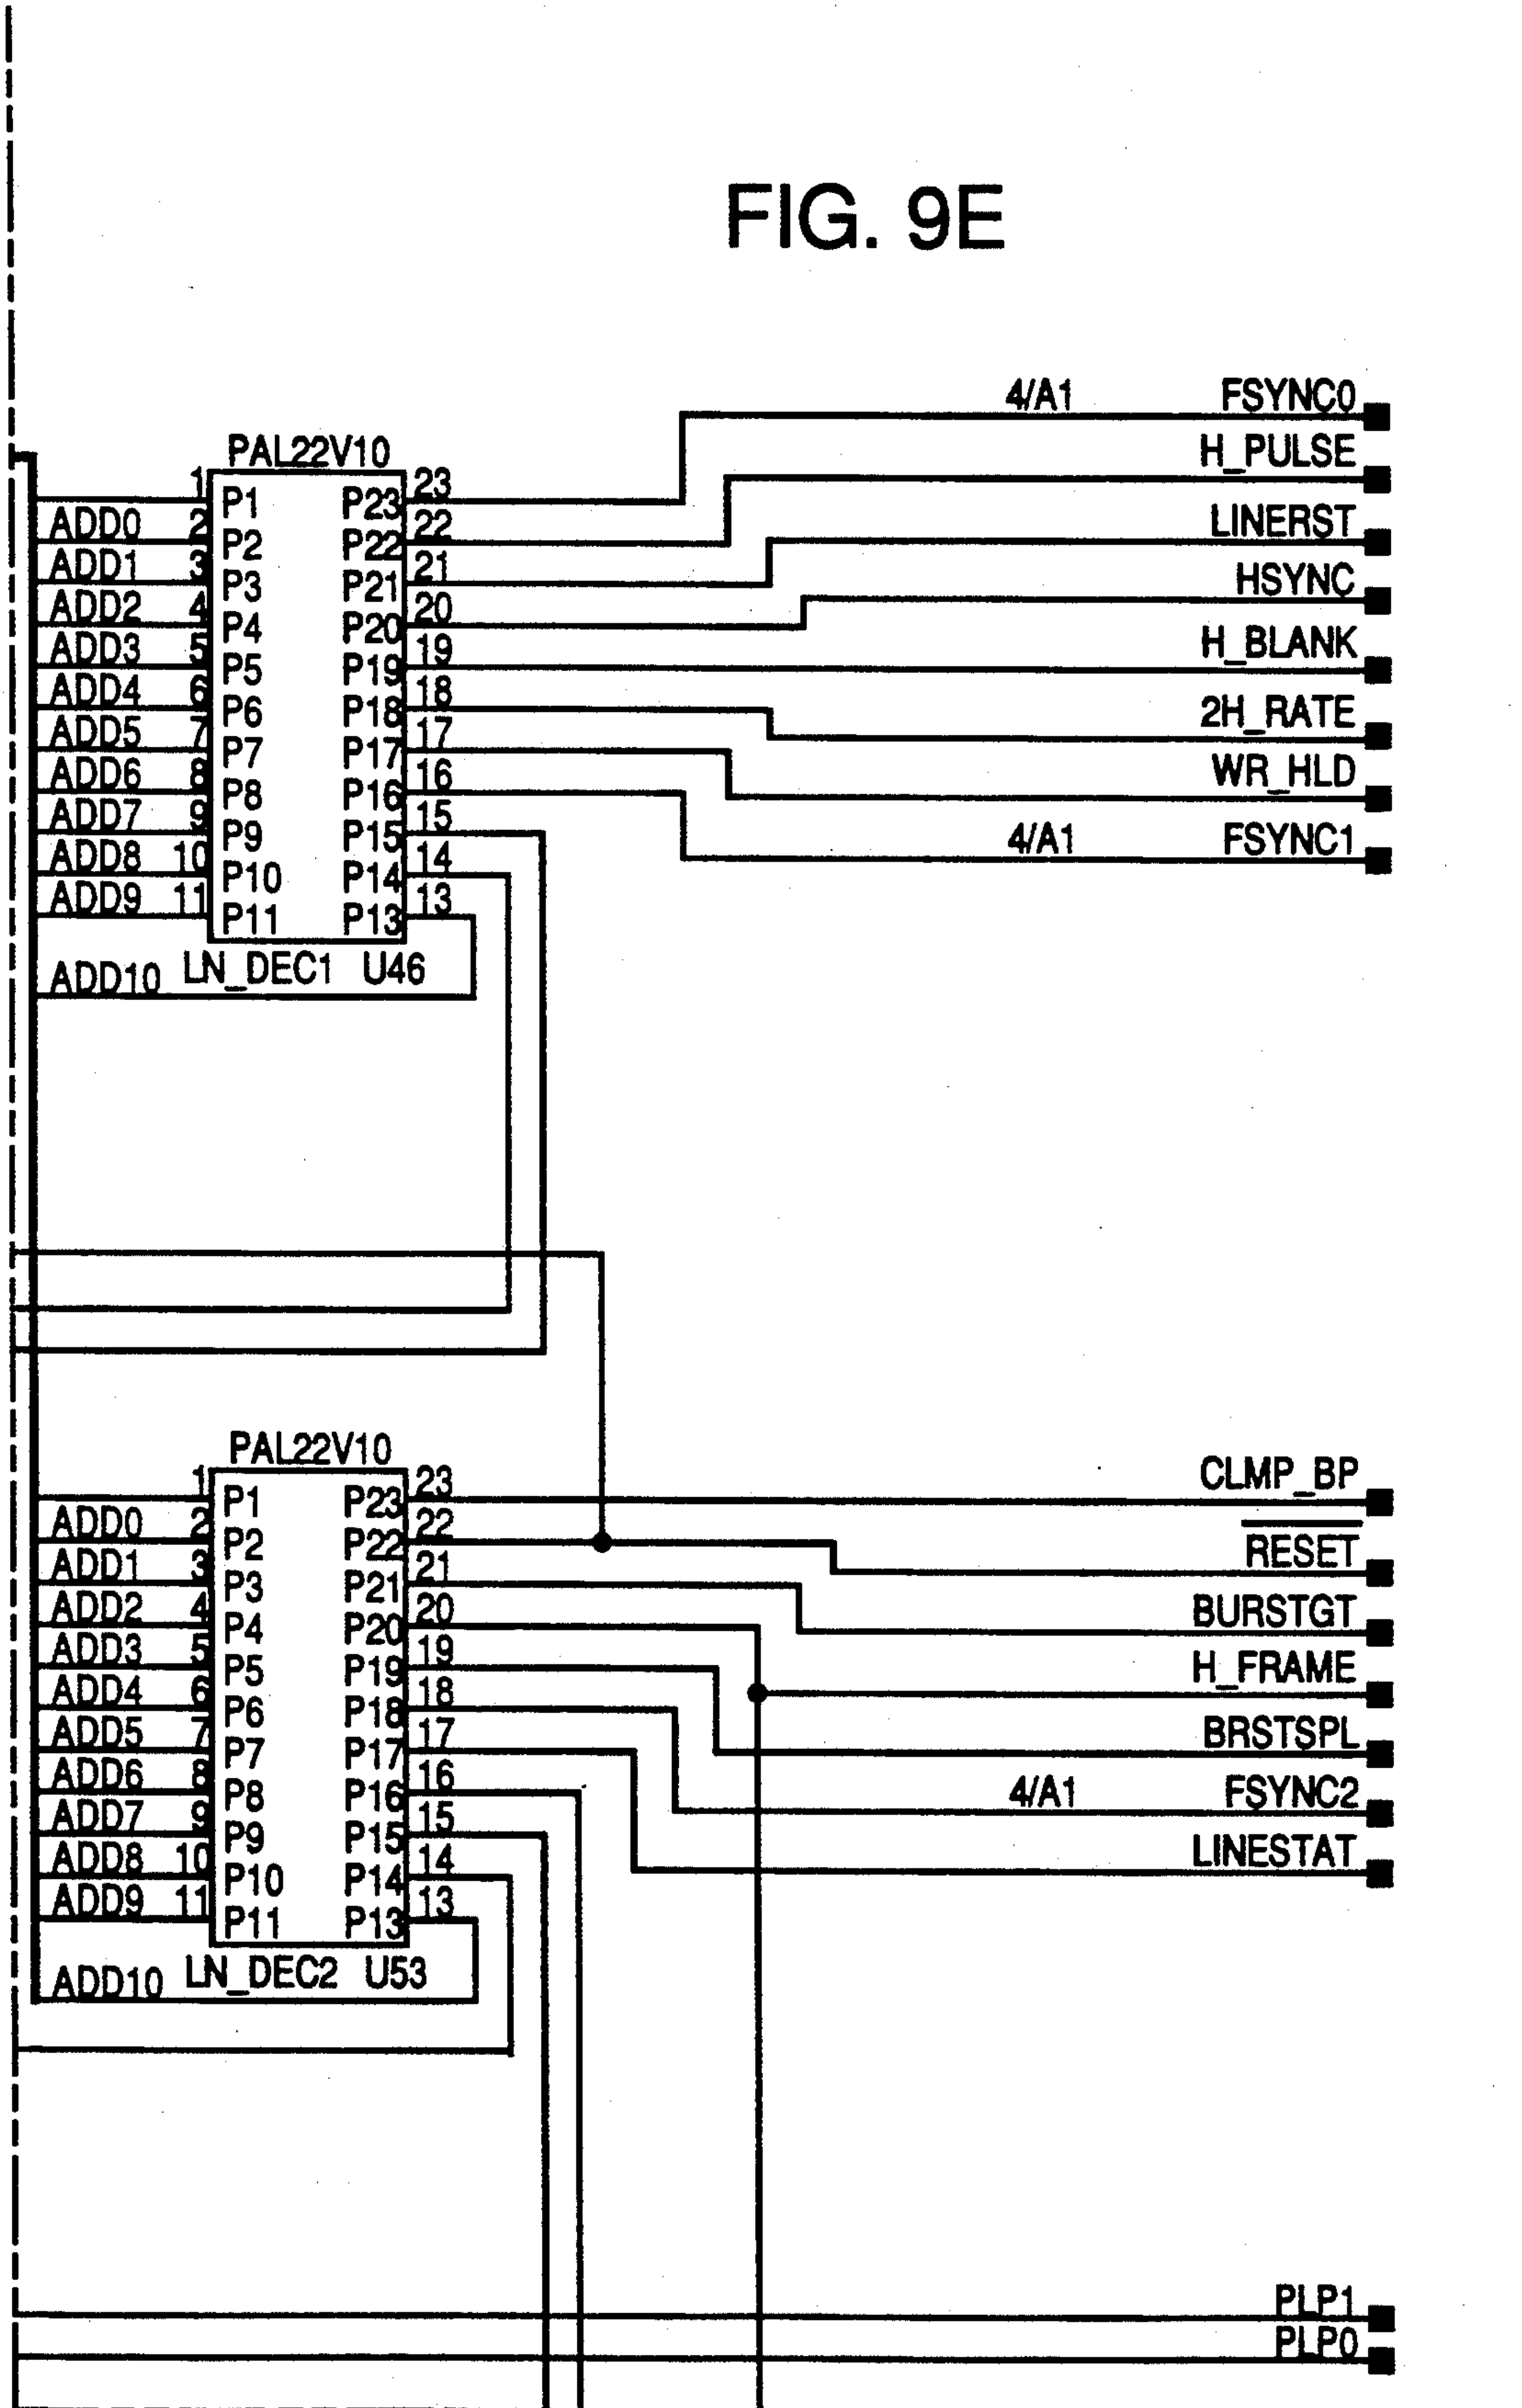 FIG. 9E
4/A1 FSYNC0
H_PULSE
LINERST
HSYNC
H_BLANK
2H_RATE
WR_HLD
4/A1 FSYNC1
PAL22V10
1 P1 P23 23
ADD0 2 P2 P22 22
ADD1 3 P3 P21 21
ADD2 4 P4 P20 20
ADD3 5 P5 P19 19
ADD4 6 P6 P18 18
ADD5 7 P7 P17 17
ADD6 8 P8 P16 16
ADD7 9 P9 P15 15
ADD8 10 P10 P14 14
ADD9 11 P11 P13 13
ADD10 LN_DEC1 U46
PAL22V10
1 P1 P23 23
ADD0 2 P2 P22 22
ADD1 3 P3 P21 21
ADD2 4 P4 P20 20
ADD3 5 P5 P19 19
ADD4 6 P6 P18 18
ADD5 7 P7 P17 17
ADD6 8 P8 P16 16
ADD7 9 P9 P15 15
ADD8 10 P10 P14 14
ADD9 11 P11 P13 13
ADD10 LN_DEC2 U53
CLMP_BP
RESET
BURSTGT
H_FRAME
BRSTSPL
4/A1 FSYNC2
LINESTAT
PLP1
PLP0